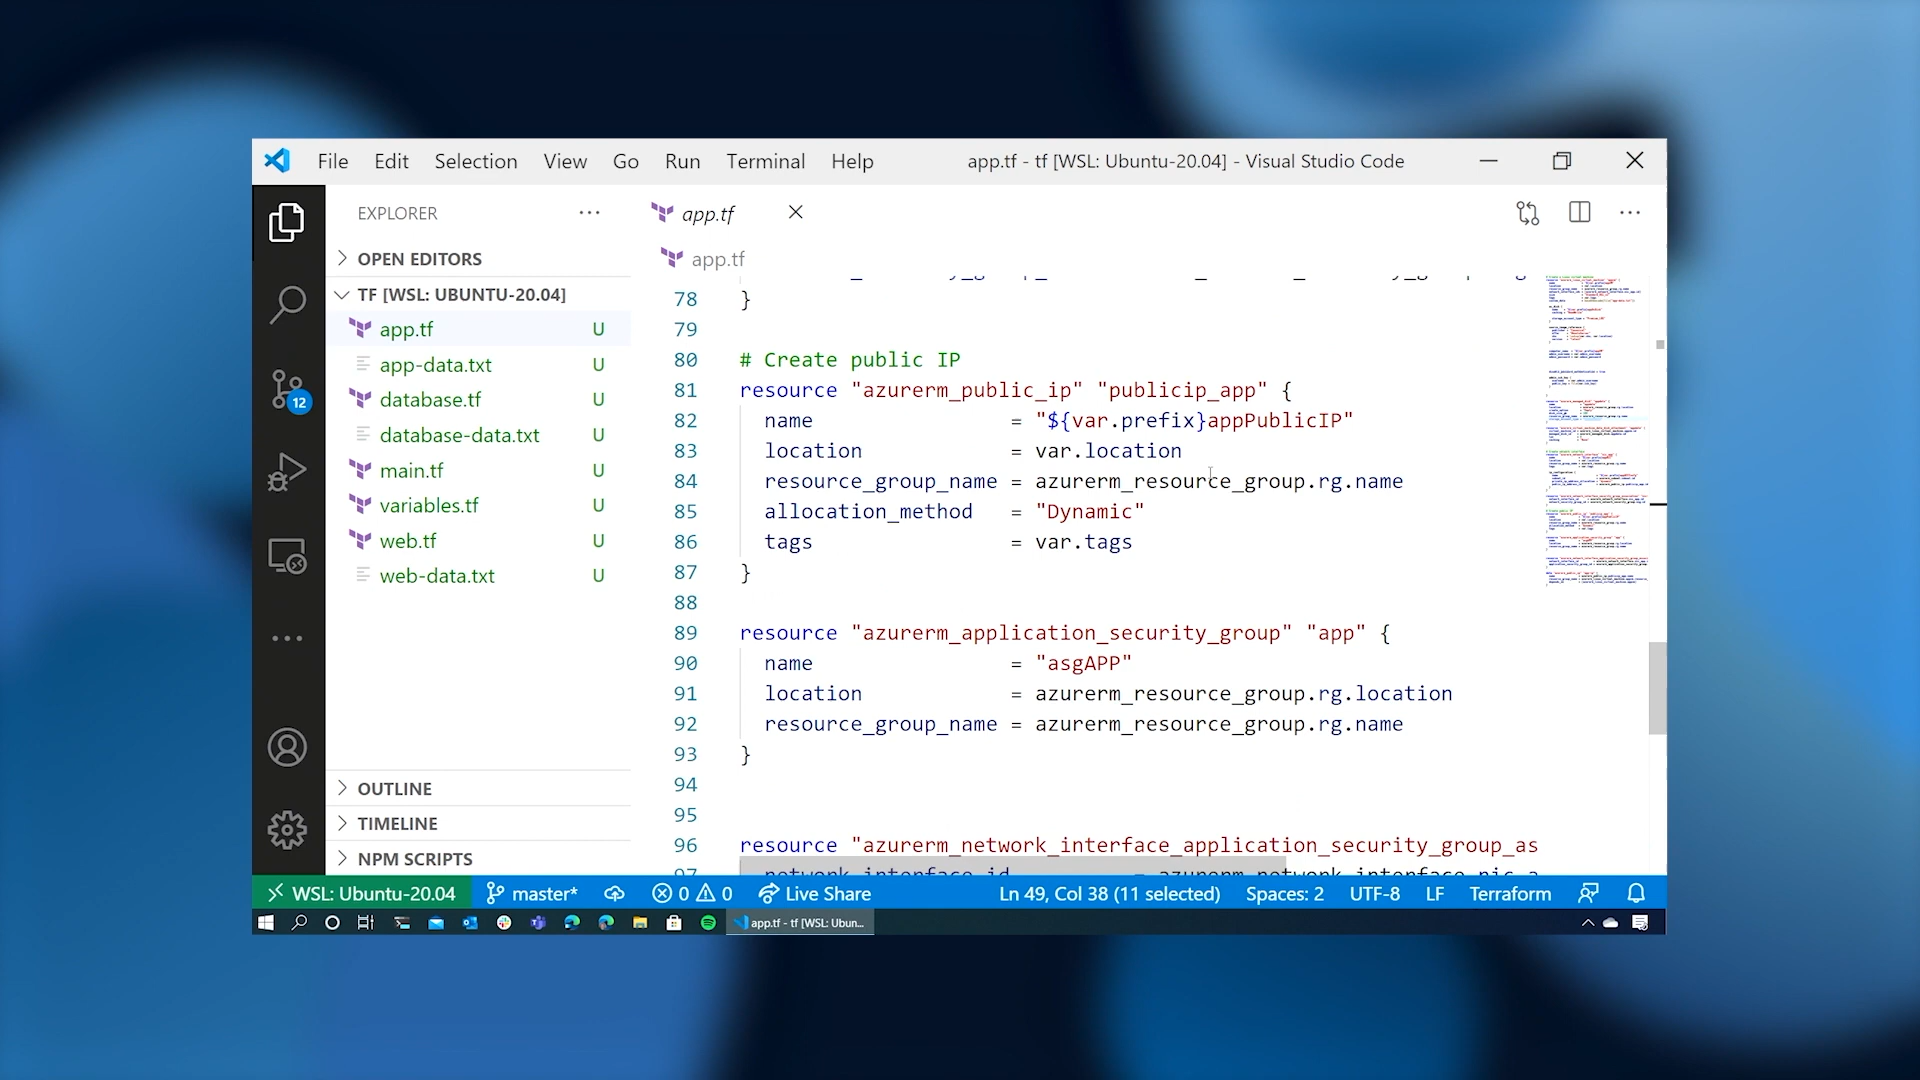 File Edit Selection View Go Run Terminal Help app.tf - tf [WSL: Ubuntu-20.04] - Visual Studio Code
EXPLORER
OPEN EDITORS
TF [WSL: UBUNTU-20.04]
app.tf U
app-data.txt U
database.tf U
database-data.txt U
main.tf U
variables.tf U
web.tf U
web-data.txt U
12
OUTLINE
TIMELINE
NPM SCRIPTS
app.tf
app.tf
78 }
79
80 # Create public IP
81 resource "azurerm_public_ip" "publicip_app" {
82 name = "${var.prefix}appPublicIP"
83 location = var.location
84 resource_group_name = azurerm_resource_group.rg.name
85 allocation_method = "Dynamic"
86 tags = var.tags
87 }
88
89 resource "azurerm_application_security_group" "app" {
90 name = "asgAPP"
91 location = azurerm_resource_group.rg.location
92 resource_group_name = azurerm_resource_group.rg.name
93 }
94
95
96 resource "azurerm_network_interface_application_security_group_as
WSL: Ubuntu-20.04 master* 0 0 Live Share Ln 49, Col 38 (11 selected) Spaces: 2 UTF-8 LF Terraform
app.tf - tf [WSL: Ubun...